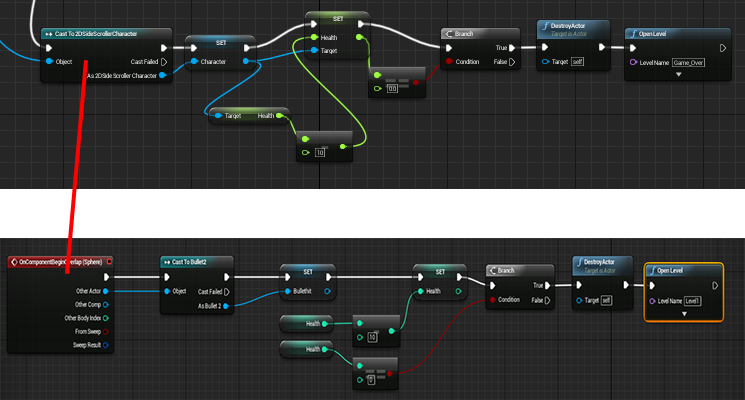 Cast To 2DSideScrollerCharacter
Object
Cast Failed
As 2DSide Scroller Character
SET
Character
SET
Health
Target
Target
Health
10
0.0
Branch
Condition
True
False
DestroyActor
Target is Actor
Target
self
Open Level
Level Name
Game_Over
OnComponentBeginOverlap (Sphere)
Other Actor
Other Comp
Other Body Index
From Sweep
Sweep Result
Cast To Bullet2
Object
Cast Failed
As Bullet 2
SET
Bullethit
SET
Health
Health
10
Health
0
Branch
Condition
True
False
DestroyActor
Target is Actor
Target
self
Open Level
Level Name
Level1